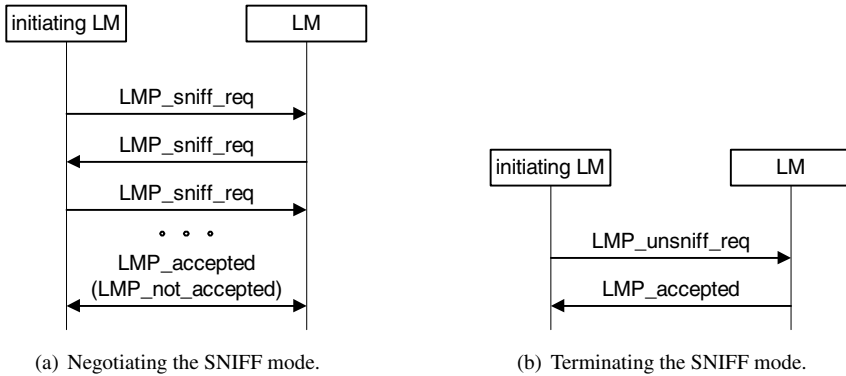 initiating LM
LM
LMP_sniff_req
LMP_sniff_req
LMP_sniff_req
LMP_accepted
(LMP_not_accepted)
(a) Negotiating the SNIFF mode.
initiating LM
LM
LMP_unsniff_req
LMP_accepted
(b) Terminating the SNIFF mode.